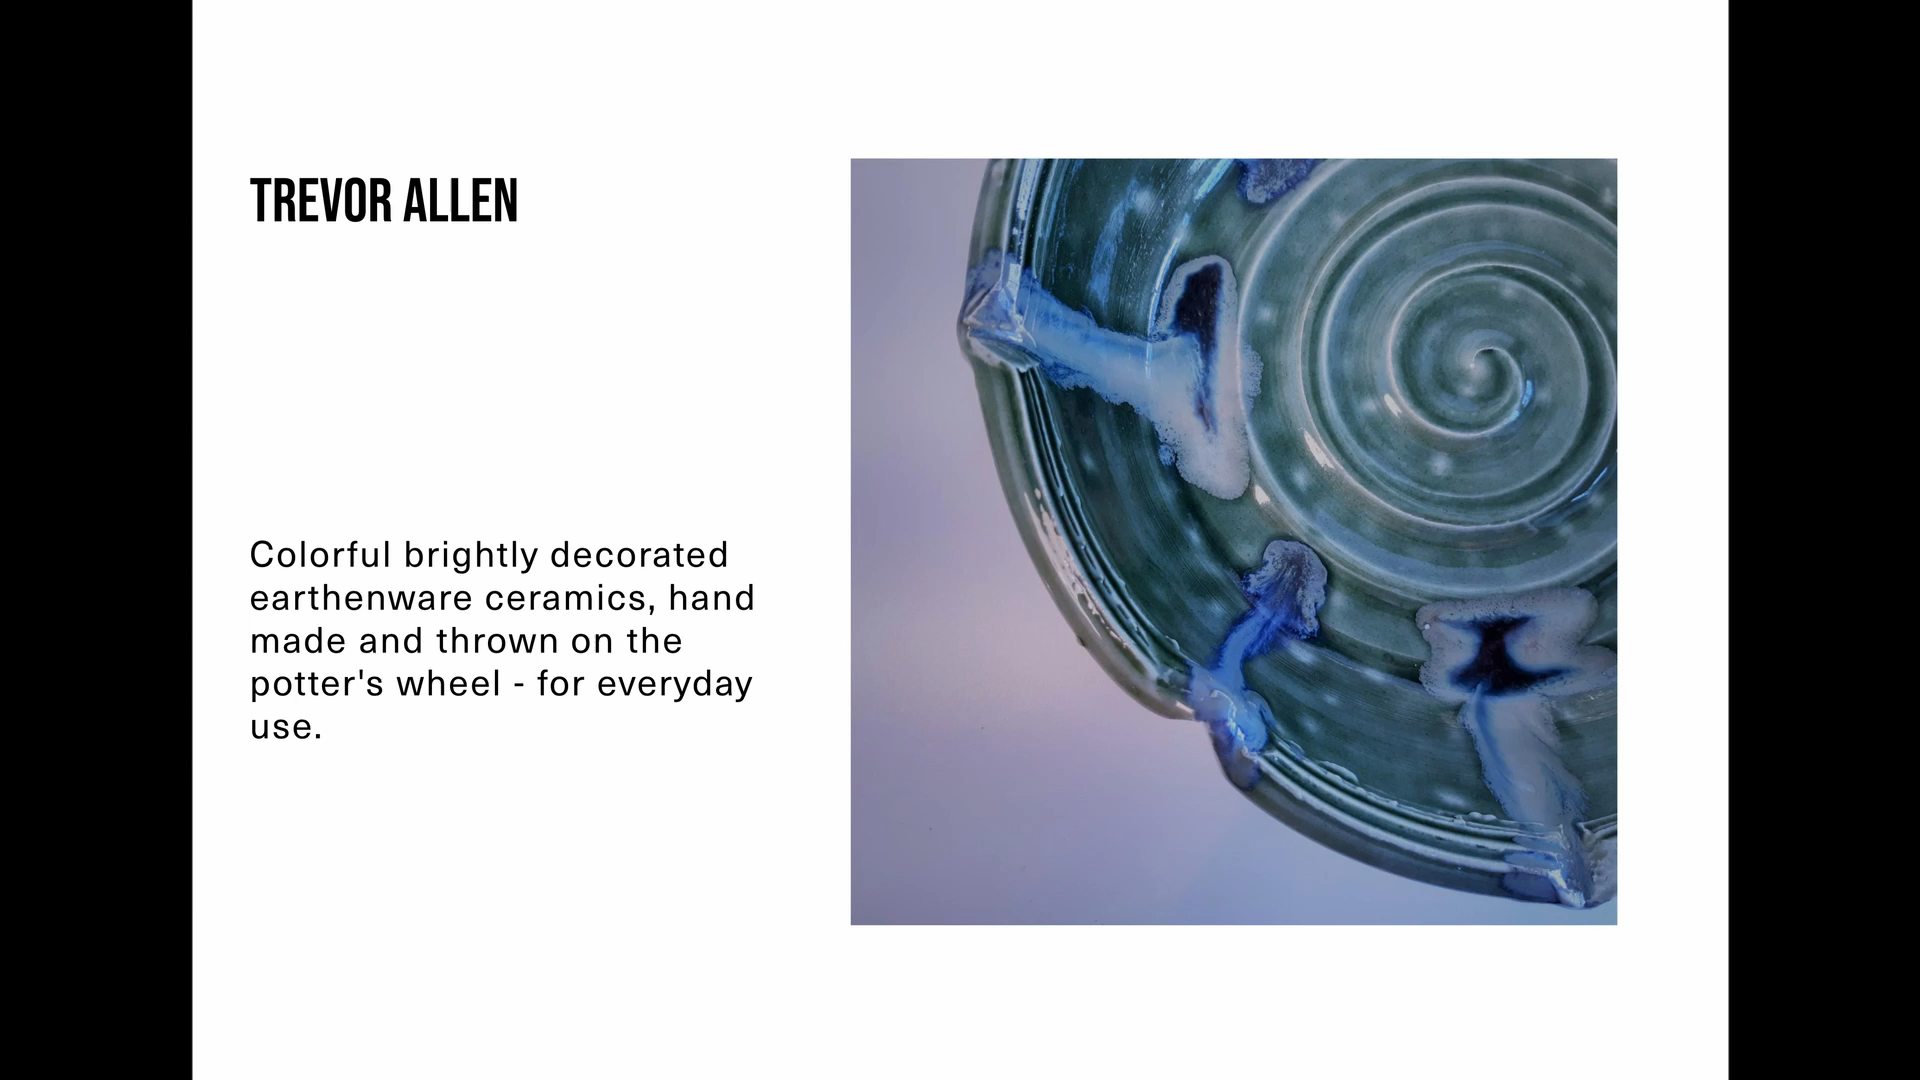 TREVOR ALLEN
Colorful brightly decorated
earthenware ceramics, hand
made and thrown on the
potter's wheel - for everyday
use.